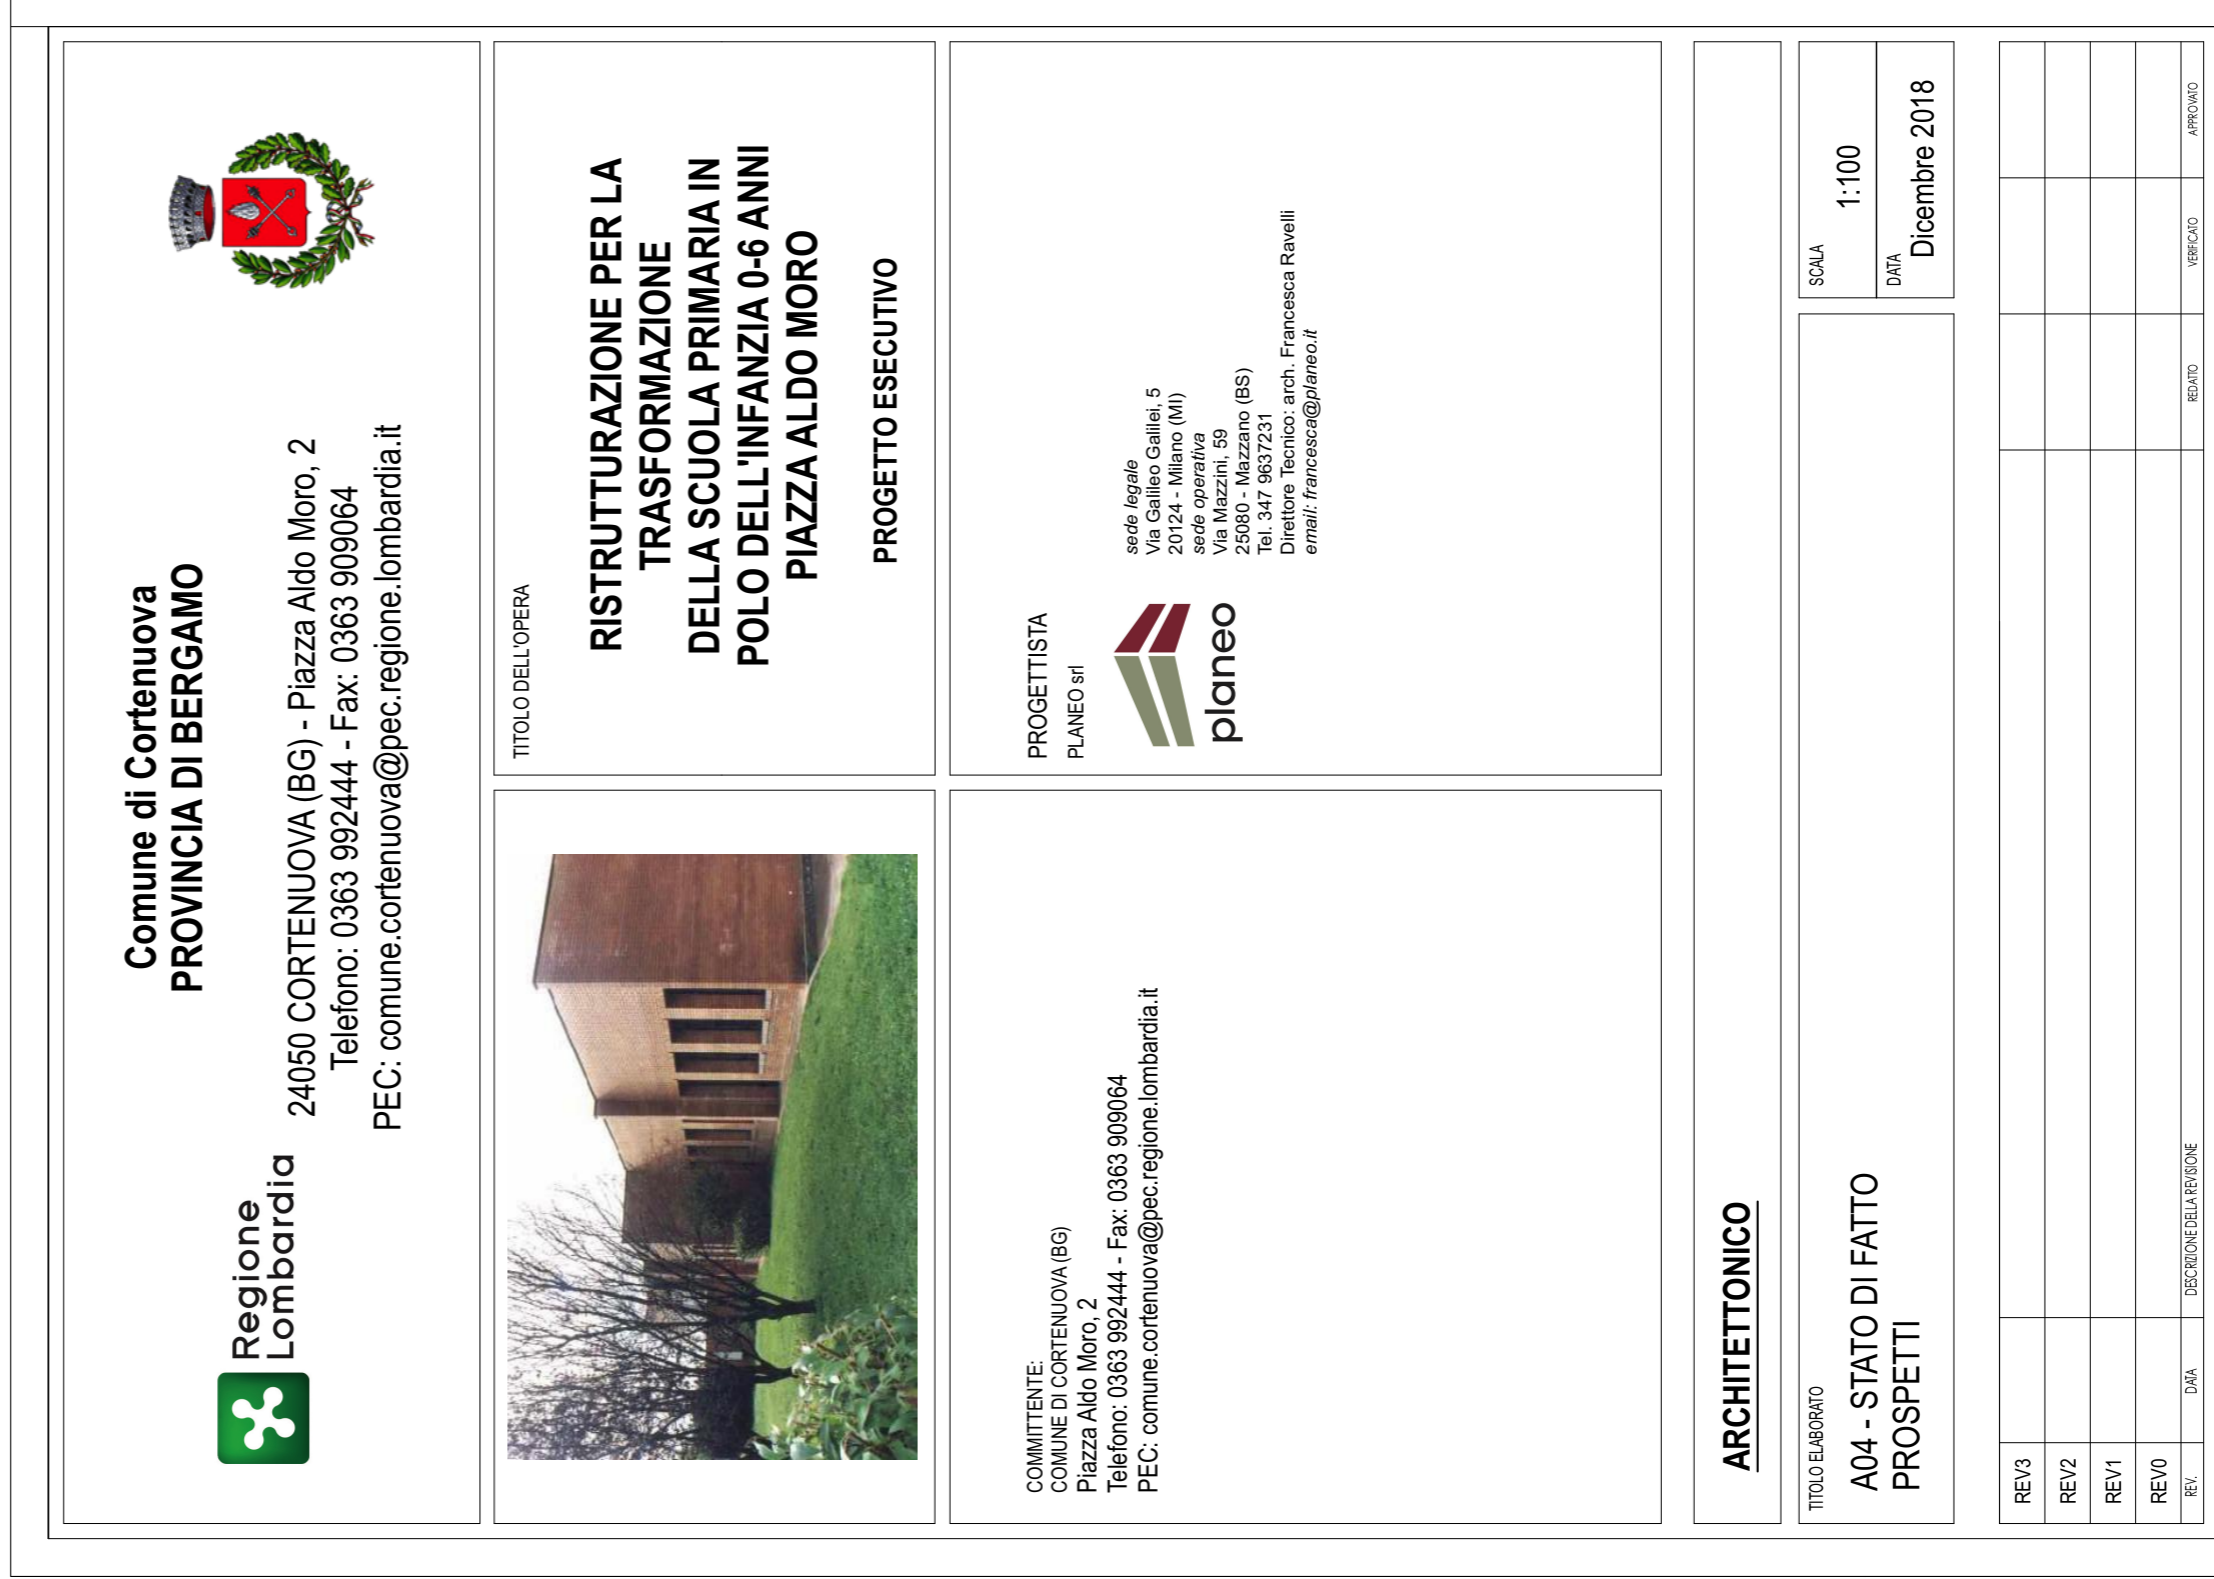 Comune di Cortenuova
PROVINCIA DI BERGAMO
Regione
Lombardia
24050 CORTENUOVA (BG) - Piazza Aldo Moro, 2
Telefono: 0363 992444 - Fax: 0363 909064
PEC: comune.cortenuova@pec.regione.lombardia.it
TITOLO DELL'OPERA
RISTRUTTURAZIONE PER LA
TRASFORMAZIONE
DELLA SCUOLA PRIMARIA IN
POLO DELL'INFANZIA 0-6 ANNI
PIAZZA ALDO MORO
PROGETTO ESECUTIVO
COMMITTENTE:
COMUNE DI CORTENUOVA (BG)
Piazza Aldo Moro, 2
Telefono: 0363 992444 - Fax: 0363 909064
PEC: comune.cortenuova@pec.regione.lombardia.it
PROGETTISTA
PLANEO srl
planeo
sede legale
Via Galileo Galilei, 5
20124 - Milano (MI)
sede operativa
Via Mazzini, 59
25080 - Mazzano (BS)
Tel. 347 9637231
Direttore Tecnico: arch. Francesca Ravelli
email: francesca@planeo.it
ARCHITETTONICO
TITOLO ELABORATO
A04 - STATO DI FATTO
PROSPETTI
SCALA
1:100
DATA
Dicembre 2018
REV3
REV2
REV1
REV0
REV. DATA DESCRIZIONE DELLA REVISIONE REDATTO VERIFICATO APPROVATO